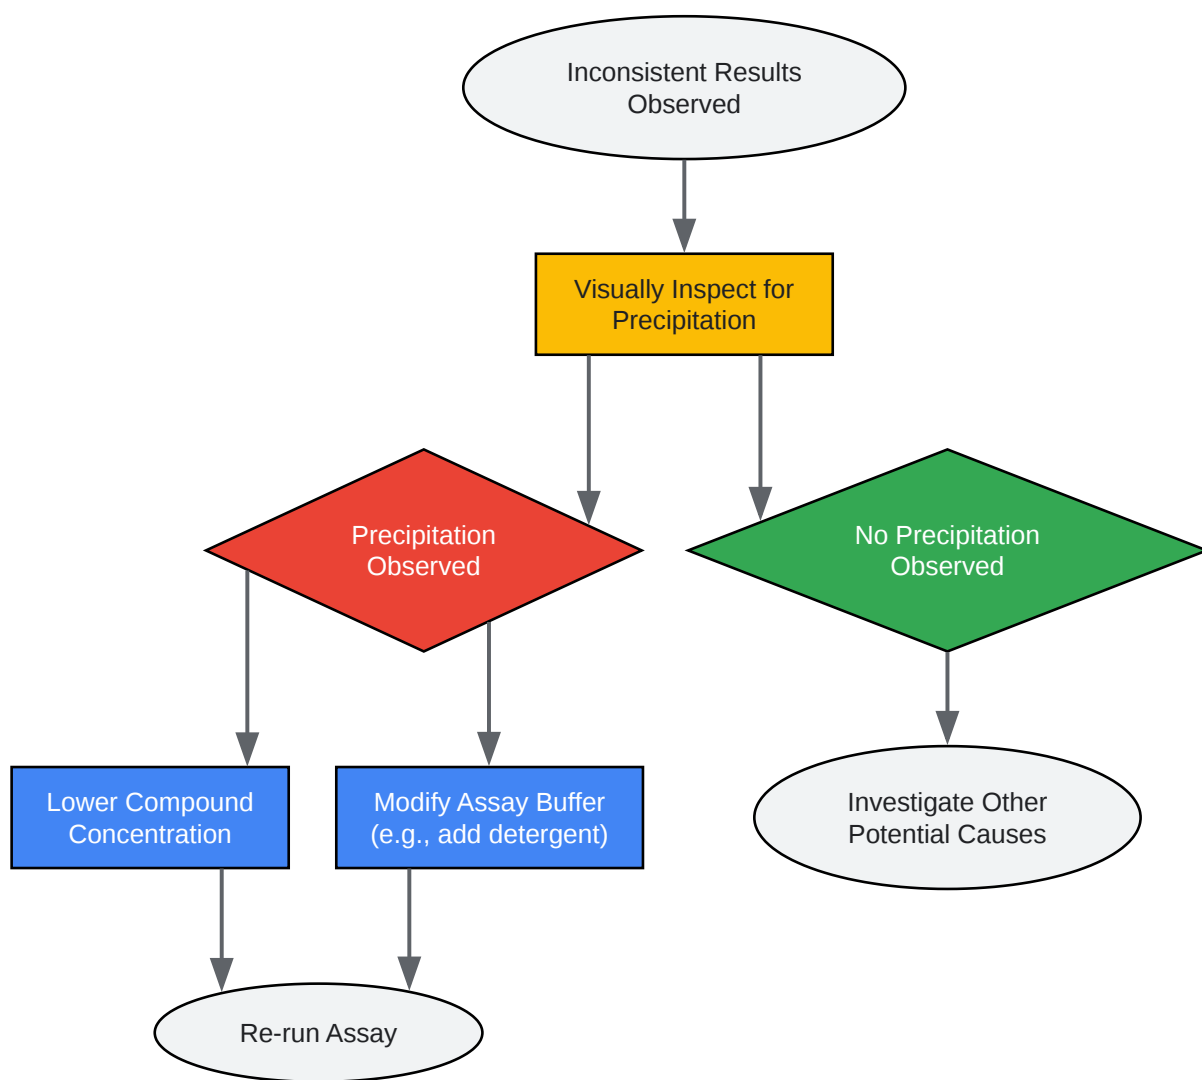 Inconsistent Results
Observed
Visually Inspect for
Precipitation
Precipitation
Observed
No Precipitation
Observed
Lower Compound
Concentration
Modify Assay Buffer
(e.g., add detergent)
Investigate Other
Potential Causes
Re-run Assay